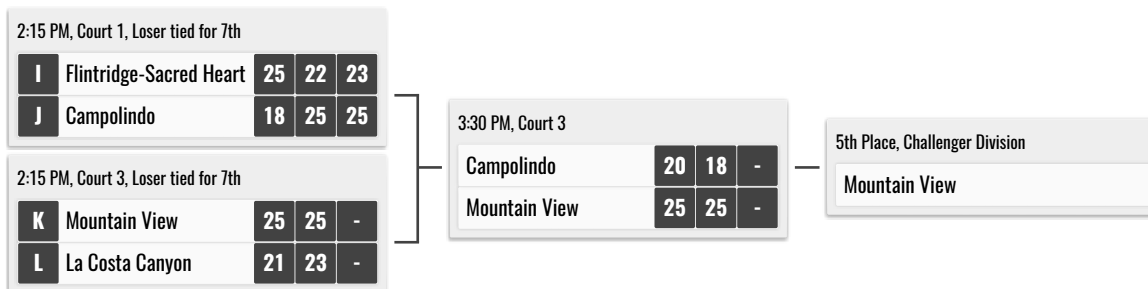 2:15 PM, Court 1, Loser tied for 7th
I Flintridge-Sacred Heart 25 22 23
J Campolindo 18 25 25
2:15 PM, Court 3, Loser tied for 7th
K Mountain View 25 25 -
L La Costa Canyon 21 23 -
3:30 PM, Court 3
Campolindo 20 18 -
Mountain View 25 25 -
5th Place, Challenger Division
Mountain View